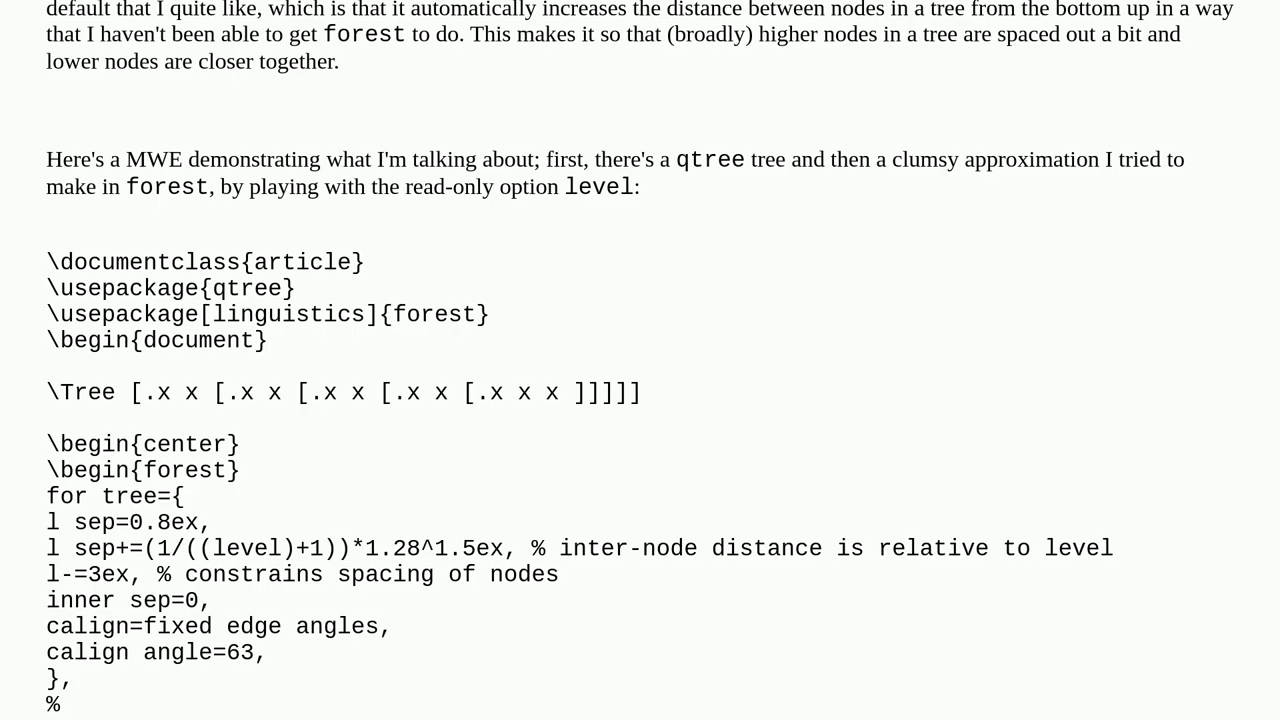 default that I quite like, which is that it automatically increases the distance between nodes in a tree from the bottom up in a way
that I haven't been able to get forest to do. This makes it so that (broadly) higher nodes in a tree are spaced out a bit and
lower nodes are closer together.
Here's a MWE demonstrating what I'm talking about; first, there's a qtree tree and then a clumsy approximation I tried to
make in forest, by playing with the read-only option level:
\documentclass{article}
\usepackage{qtree}
\usepackage[linguistics]{forest}
\begin{document}
\Tree [.x x [.x x [.x x [.x x [.x x x ]]]]]
\begin{center}
\begin{forest}
for tree={
l sep=0.8ex,
l sep+=(1/((level)+1))*1.28^1.5ex, % inter-node distance is relative to level
l-=3ex, % constrains spacing of nodes
inner sep=0,
calign=fixed edge angles,
calign angle=63,
},
%